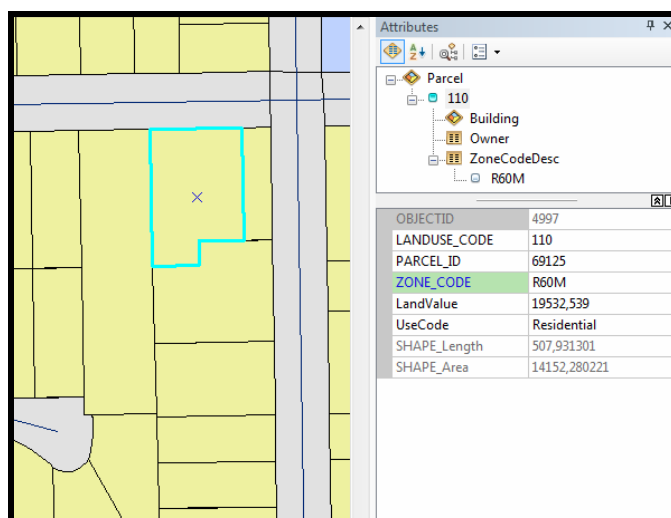 Attributes
Parcel
110
Building
Owner
ZoneCodeDesc
R60M
OBJECTID 4997
LANDUSE_CODE 110
PARCEL_ID 69125
ZONE_CODE R60M
LandValue 19532,539
UseCode Residential
SHAPE_Length 507,931301
SHAPE_Area 14152,280221